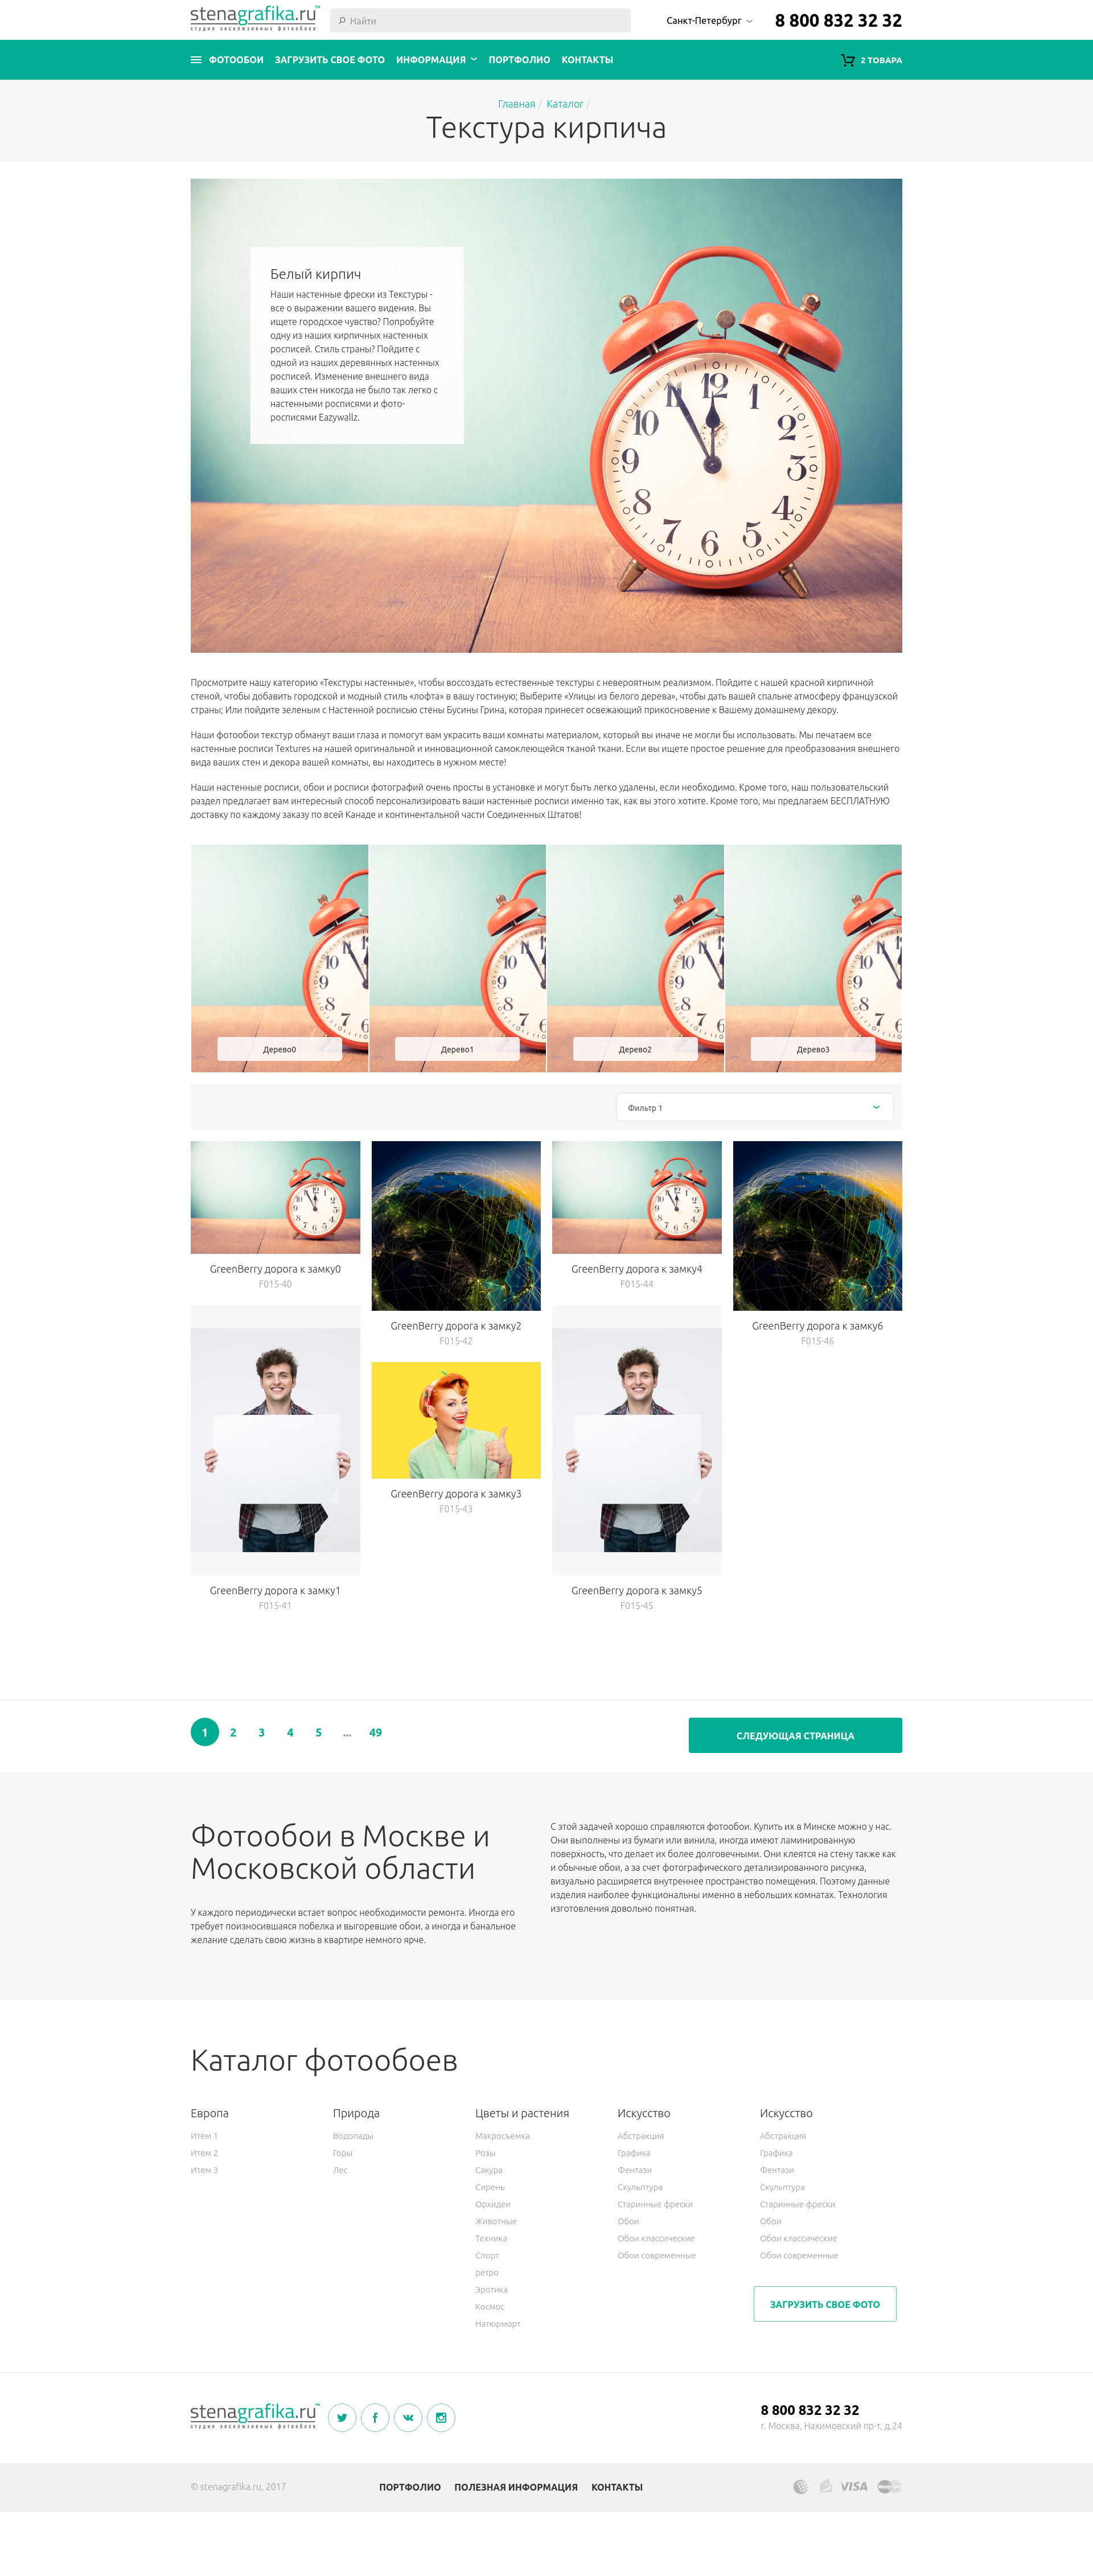 stenagrafika.ru™
студия эксклюзивных фотообоев
Найти
Санкт-Петербург
8 800 832 32 32
ФОТООБОИ
ЗАГРУЗИТЬ СВОЕ ФОТО
ИНФОРМАЦИЯ
ПОРТФОЛИО
КОНТАКТЫ
2 ТОВАРА
Главная / Каталог /
Текстура кирпича
Белый кирпич
Наши настенные фрески из Текстуры -
все о выражении вашего видения. Вы
ищете городское чувство? Попробуйте
одну из наших кирпичных настенных
росписей. Стиль страны? Пойдите с
одной из наших деревянных настенных
росписей. Изменение внешнего вида
ваших стен никогда не было так легко с
настенными росписями и фото-
росписями Eazywallz.
12
1
2
3
4
5
6
7
8
9
10
11
Просмотрите нашу категорию «Текстуры настенные», чтобы воссоздать естественные текстуры с невероятным реализмом. Пойдите с нашей красной кирпичной
стеной, чтобы добавить городской и модный стиль «лофта» в вашу гостиную; Выберите «Улицы из белого дерева», чтобы дать вашей спальне атмосферу французской
страны; Или пойдите зеленым с Настенной росписью стены Бусины Грина, которая принесет освежающий прикосновение к Вашему домашнему декору.
Наши фотообои текстур обманут ваши глаза и помогут вам украсить ваши комнаты материалом, который вы иначе не могли бы использовать. Мы печатаем все
настенные росписи Textures на нашей оригинальной и инновационной самоклеющейся тканой ткани. Если вы ищете простое решение для преобразования внешнего
вида ваших стен и декора вашей комнаты, вы находитесь в нужном месте!
Наши настенные росписи, обои и росписи фотографий очень просты в установке и могут быть легко удалены, если необходимо. Кроме того, наш пользовательский
раздел предлагает вам интересный способ персонализировать ваши настенные росписи именно так, как вы этого хотите. Кроме того, мы предлагаем БЕСПЛАТНУЮ
доставку по каждому заказу по всей Канаде и континентальной части Соединенных Штатов!
Дерево0
Дерево1
Дерево2
Дерево3
Фильтр 1
GreenBerry дорога к замку0
F015-40
GreenBerry дорога к замку1
F015-41
GreenBerry дорога к замку2
F015-42
GreenBerry дорога к замку3
F015-43
GreenBerry дорога к замку4
F015-44
GreenBerry дорога к замку5
F015-45
GreenBerry дорога к замку6
F015-46
1 2 3 4 5 ... 49
СЛЕДУЮЩАЯ СТРАНИЦА
Фотообои в Москве и
Московской области
У каждого периодически встает вопрос необходимости ремонта. Иногда его
требует поизносившаяся побелка и выгоревшие обои, а иногда и банальное
желание сделать свою жизнь в квартире немного ярче.
С этой задачей хорошо справляются фотообои. Купить их в Минске можно у нас.
Они выполнены из бумаги или винила, иногда имеют ламинированную
поверхность, что делает их более долговечными. Они клеятся на стену также как
и обычные обои, а за счет фотографического детализированного рисунка,
визуально расширяется внутреннее пространство помещения. Поэтому данные
изделия наиболее функциональны именно в небольших комнатах. Технология
изготовления довольно понятная.
Каталог фотообоев
Европа
Итем 1
Итем 2
Итем 3
Природа
Водопады
Горы
Лес
Цветы и растения
Макросъемка
Розы
Сакура
Сирень
Орхидеи
Животные
Техника
Спорт
ретро
Эротика
Космос
Натюрморт
Искусство
Абстракция
Графика
Фентази
Скульптура
Старинные фрески
Обои
Обои классические
Обои современные
Искусство
Абстракция
Графика
Фентази
Скульптура
Старинные фрески
Обои
Обои классические
Обои современные
ЗАГРУЗИТЬ СВОЕ ФОТО
stenagrafika.ru™
студия эксклюзивных фотообоев
8 800 832 32 32
г. Москва, Нахимовский пр-т, д.24
© stenagrafika.ru, 2017
ПОРТФОЛИО
ПОЛЕЗНАЯ ИНФОРМАЦИЯ
КОНТАКТЫ
VISA